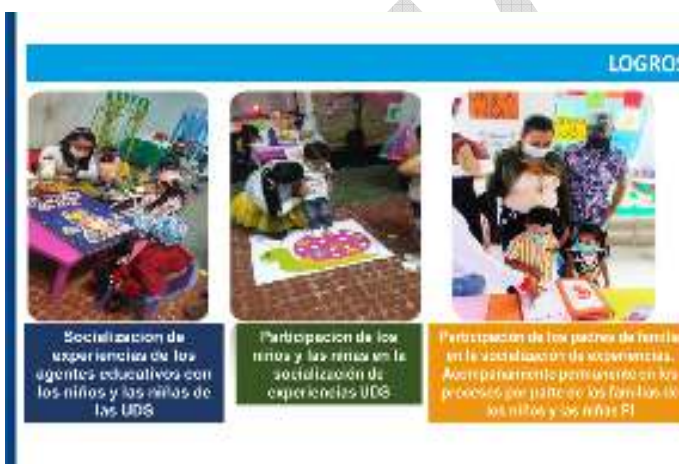 LOGROS
Socialización de
experiencias de los
agentes educativos con
los niños y las niñas de
las UDS
Participación de los
niños y las niñas en la
socialización de
experiencias UDS
Participación de los padres de familia
en la socialización de experiencias.
Acompañamiento permanente en los
procesos por parte de las familias de
los niños y las niñas PI